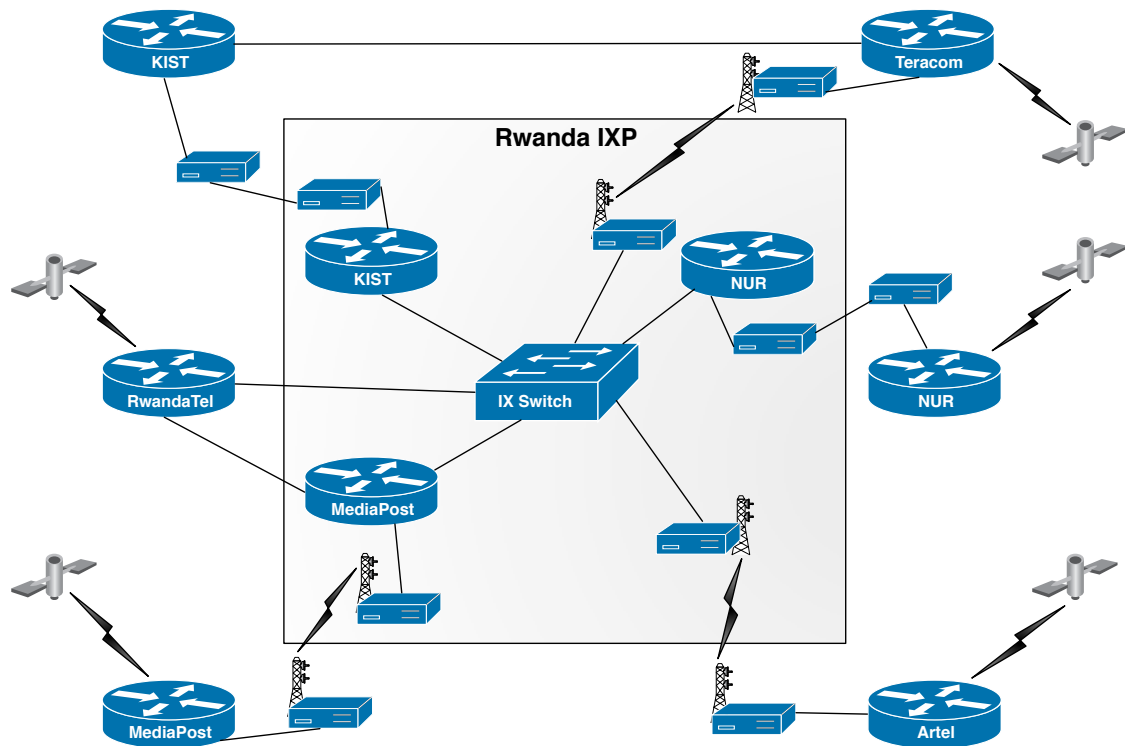 KIST
Teracom
Rwanda IXP
KIST
NUR
RwandaTel
IX Switch
NUR
MediaPost
MediaPost
Artel